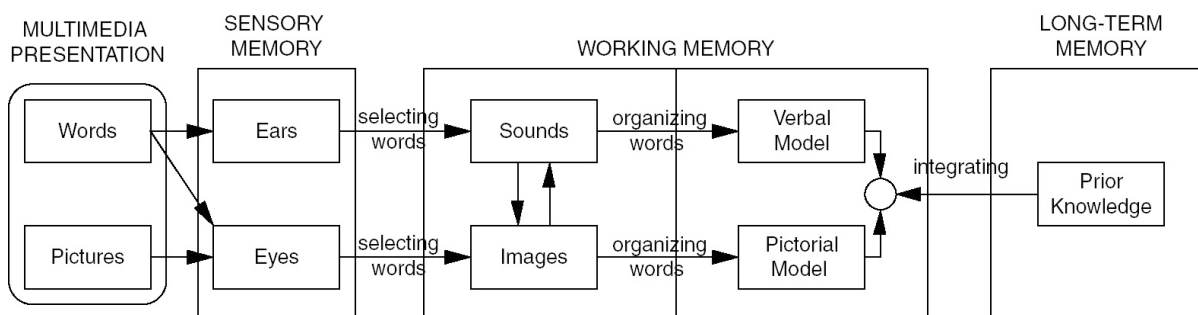 MULTIMEDIA
PRESENTATION
SENSORY
MEMORY
WORKING MEMORY
LONG-TERM
MEMORY
Words
Ears
selecting
words
Sounds
organizing
words
Verbal
Model
integrating
Prior
Knowledge
Pictures
Eyes
selecting
words
Images
organizing
words
Pictorial
Model